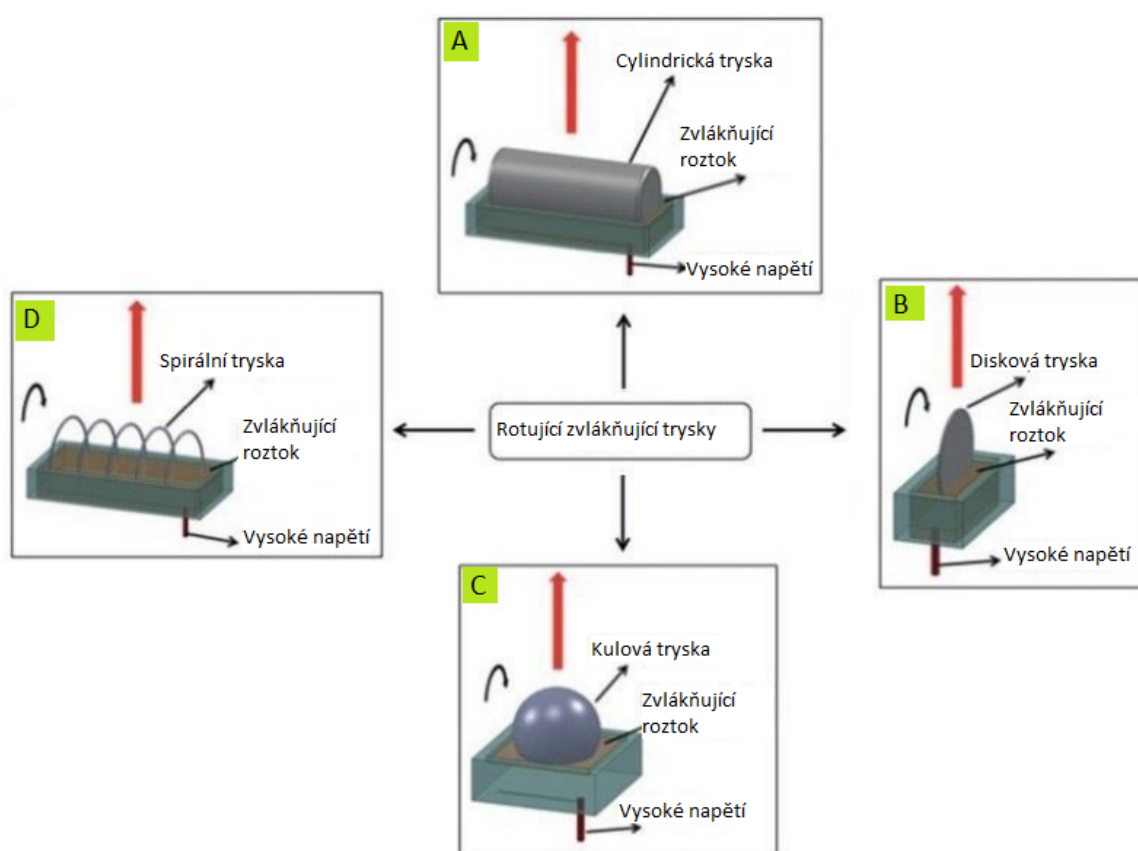 A
Cylindrická tryska
Zvlákňující
roztok
Vysoké napětí
D
Spirální tryska
Zvlákňující
roztok
Vysoké napětí
Rotující zvlákňující trysky
B
Disková tryska
Zvlákňující
roztok
Vysoké napětí
C
Kulová tryska
Zvlákňující
roztok
Vysoké napětí